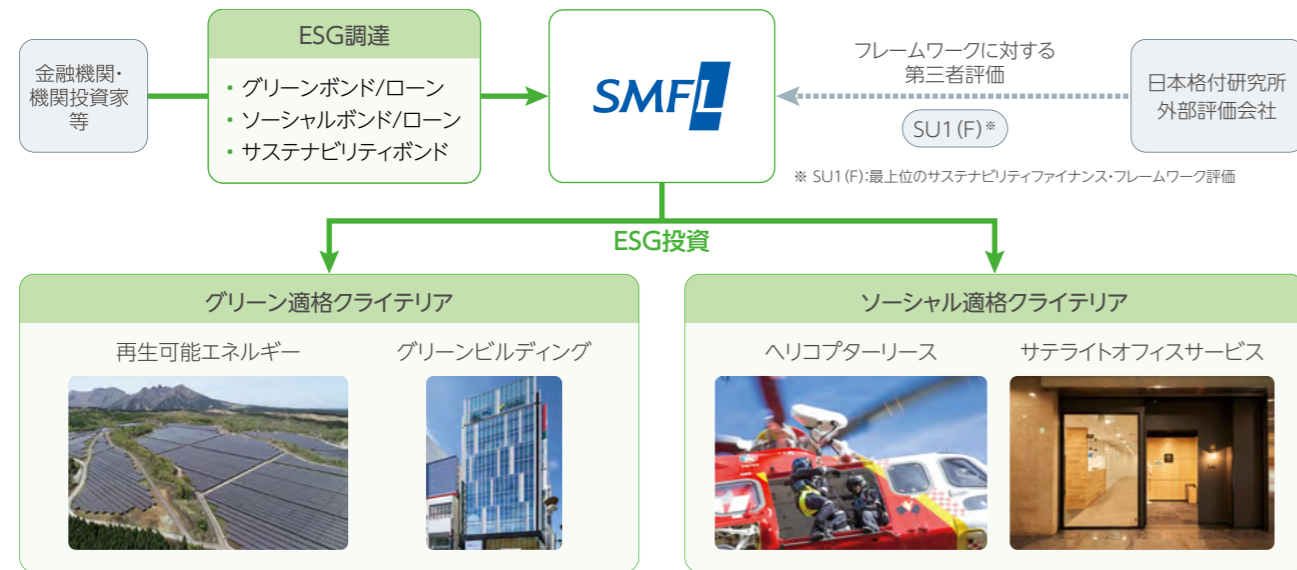 金融機関・
機関投資家
等
ESG調達
・グリーンボンド/ローン
・ソーシャルボンド/ローン
・サステナビリティボンド
SMFL
フレームワークに対する
第三者評価
SU1(F)※
日本格付研究所
外部評価会社
※ SU1(F):最上位のサステナビリティファイナンス・フレームワーク評価
ESG投資
グリーン適格クライテリア
再生可能エネルギー
グリーンビルディング
ソーシャル適格クライテリア
ヘリコプターリース
サテライトオフィスサービス